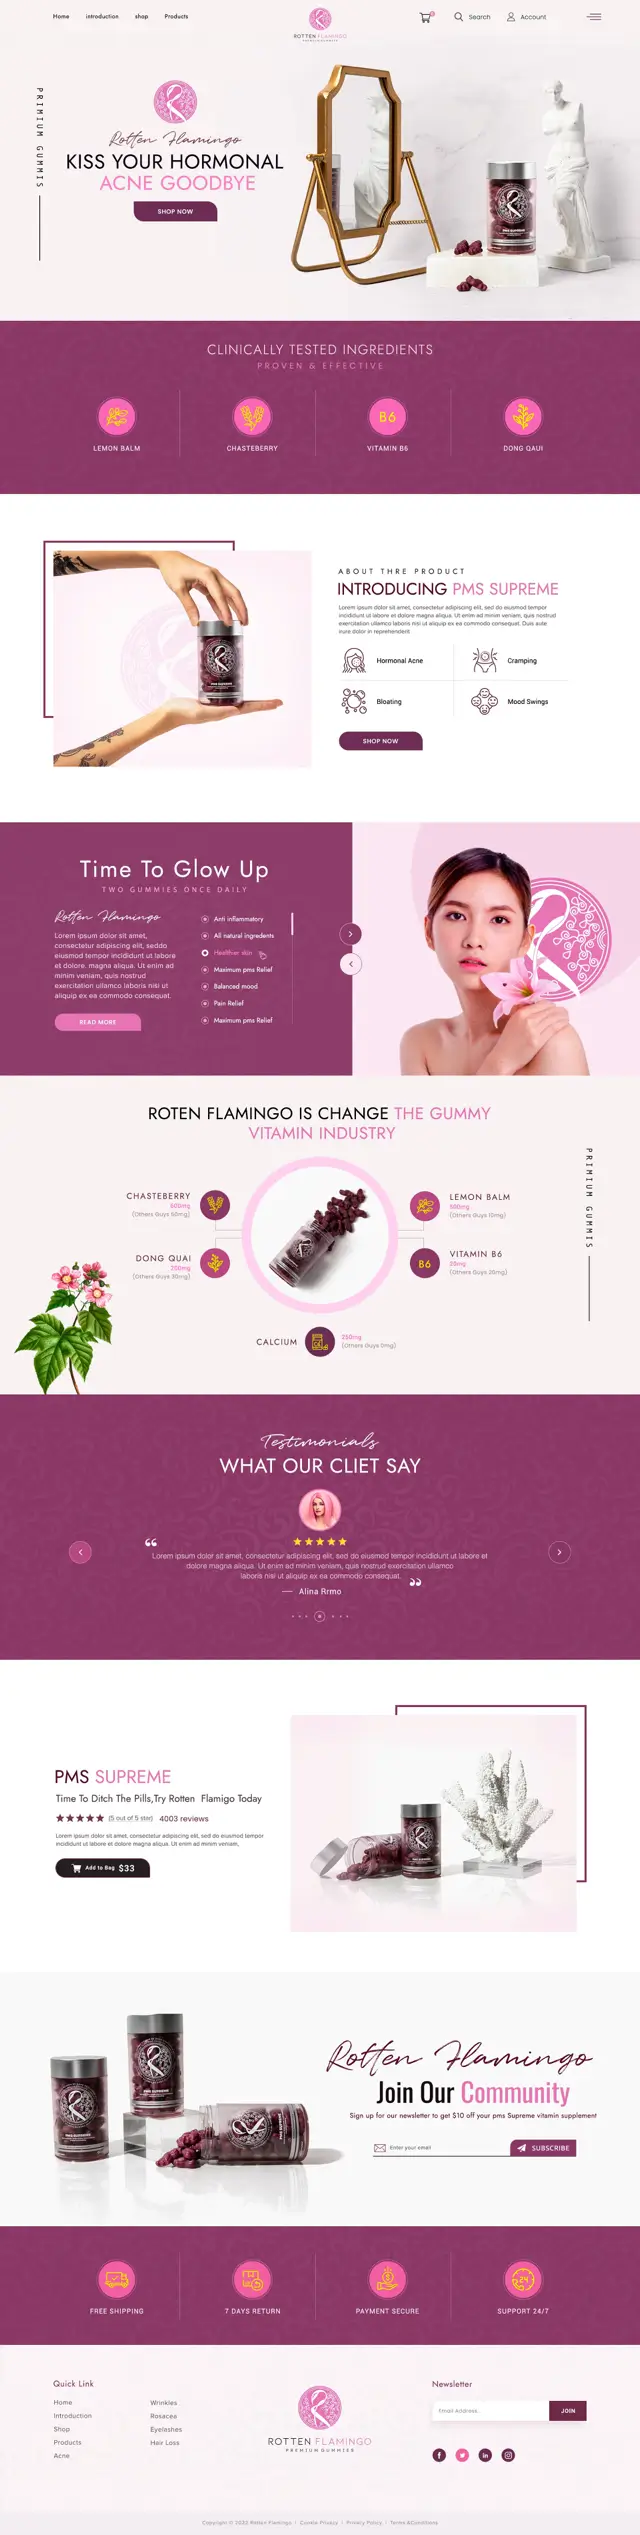 Home introduction shop Products
ROTTEN FLAMINGO
PREMIUM GUMMIES
Search Account
PRIMIUM GUMMIS
Rotten Flamingo
KISS YOUR HORMONAL
ACNE GOODBYE
SHOP NOW
CLINICALLY TESTED INGREDIENTS
PROVEN & EFFECTIVE
LEMON BALM
CHASTEBERRY
B6
VITAMIN B6
DONG QAUI
ABOUT THRE PRODUCT
INTRODUCING PMS SUPREME
Lorem ipsum dolor sit amet, consectetur adipiscing elit, sed do eiusmod tempor
incididunt ut labore et dolore magna aliqua. Ut enim ad minim veniam, quis nostrud
exercitation ullamco laboris nisi ut aliquip ex ea commodo consequat. Duis aute
irure dolor in reprehenderit
Hormonal Acne
Cramping
Bloating
Mood Swings
SHOP NOW
Time To Glow Up
TWO GUMMIES ONCE DAILY
Rotten Flamingo
Lorem ipsum dolor sit amet,
consectetur adipiscing elit, seddo
eiusmod tempor incididunt ut labore
et dolore. magna aliqua. Ut enim ad
minim veniam, quis nostrud
exercitation ullamco laboris nisi ut
aliquip ex ea commodo consequat.
READ MORE
Anti inflammatory
All natural ingredents
Healthier skin
Maximum pms Relief
Balanced mood
Pain Relief
Maximum pms Relief
ROTEN FLAMINGO IS CHANGE THE GUMMY
VITAMIN INDUSTRY
CHASTEBERRY
600mg
(Others Guys 50mg)
LEMON BALM
500mg
(Others Guys 10mg)
DONG QUAI
200mg
(Others Guys 30mg)
B6
VITAMIN B6
20mg
(Others Guys 20mg)
CALCIUM
250mg
(Others Guys 0mg)
PRIMIUM GUMMIS
Testimonials
WHAT OUR CLIET SAY
Lorem ipsum dolor sit amet, consectetur adipiscing elit, sed do eiusmod tempor incididunt ut labore et
dolore magna aliqua. Ut enim ad minim veniam, quis nostrud exercitation ullamco
laboris nisi ut aliquip ex ea commodo consequat.
Alina Rrmo
PMS SUPREME
Time To Ditch The Pills,Try Rotten Flamigo Today
(5 out of 5 star) 4003 reviews
Lorem ipsum dolor sit amet, consectetur adipiscing elit, sed do eiusmod tempor
incididunt ut labore et dolore magna aliqua. Ut enim ad minim veniam,
Add to Bag $33
Rotten Flamingo
Join Our Community
Sign up for our newsletter to get $10 off your pms Supreme vitamin supplement
Enter your email
SUBSCRIBE
FREE SHIPPING
7 DAYS RETURN
PAYMENT SECURE
24
SUPPORT 24/7
Quick Link
Home
Introduction
Shop
Products
Acne
Wrinkles
Rosacea
Eyelashes
Hair Loss
ROTTEN FLAMINGO
PREMIUM GUMMIES
Newsletter
Email Address..
JOIN
Copyright © 2022 Rotten Flamingo | Cookie Privacy | Privary Policy | Terms &Conditions